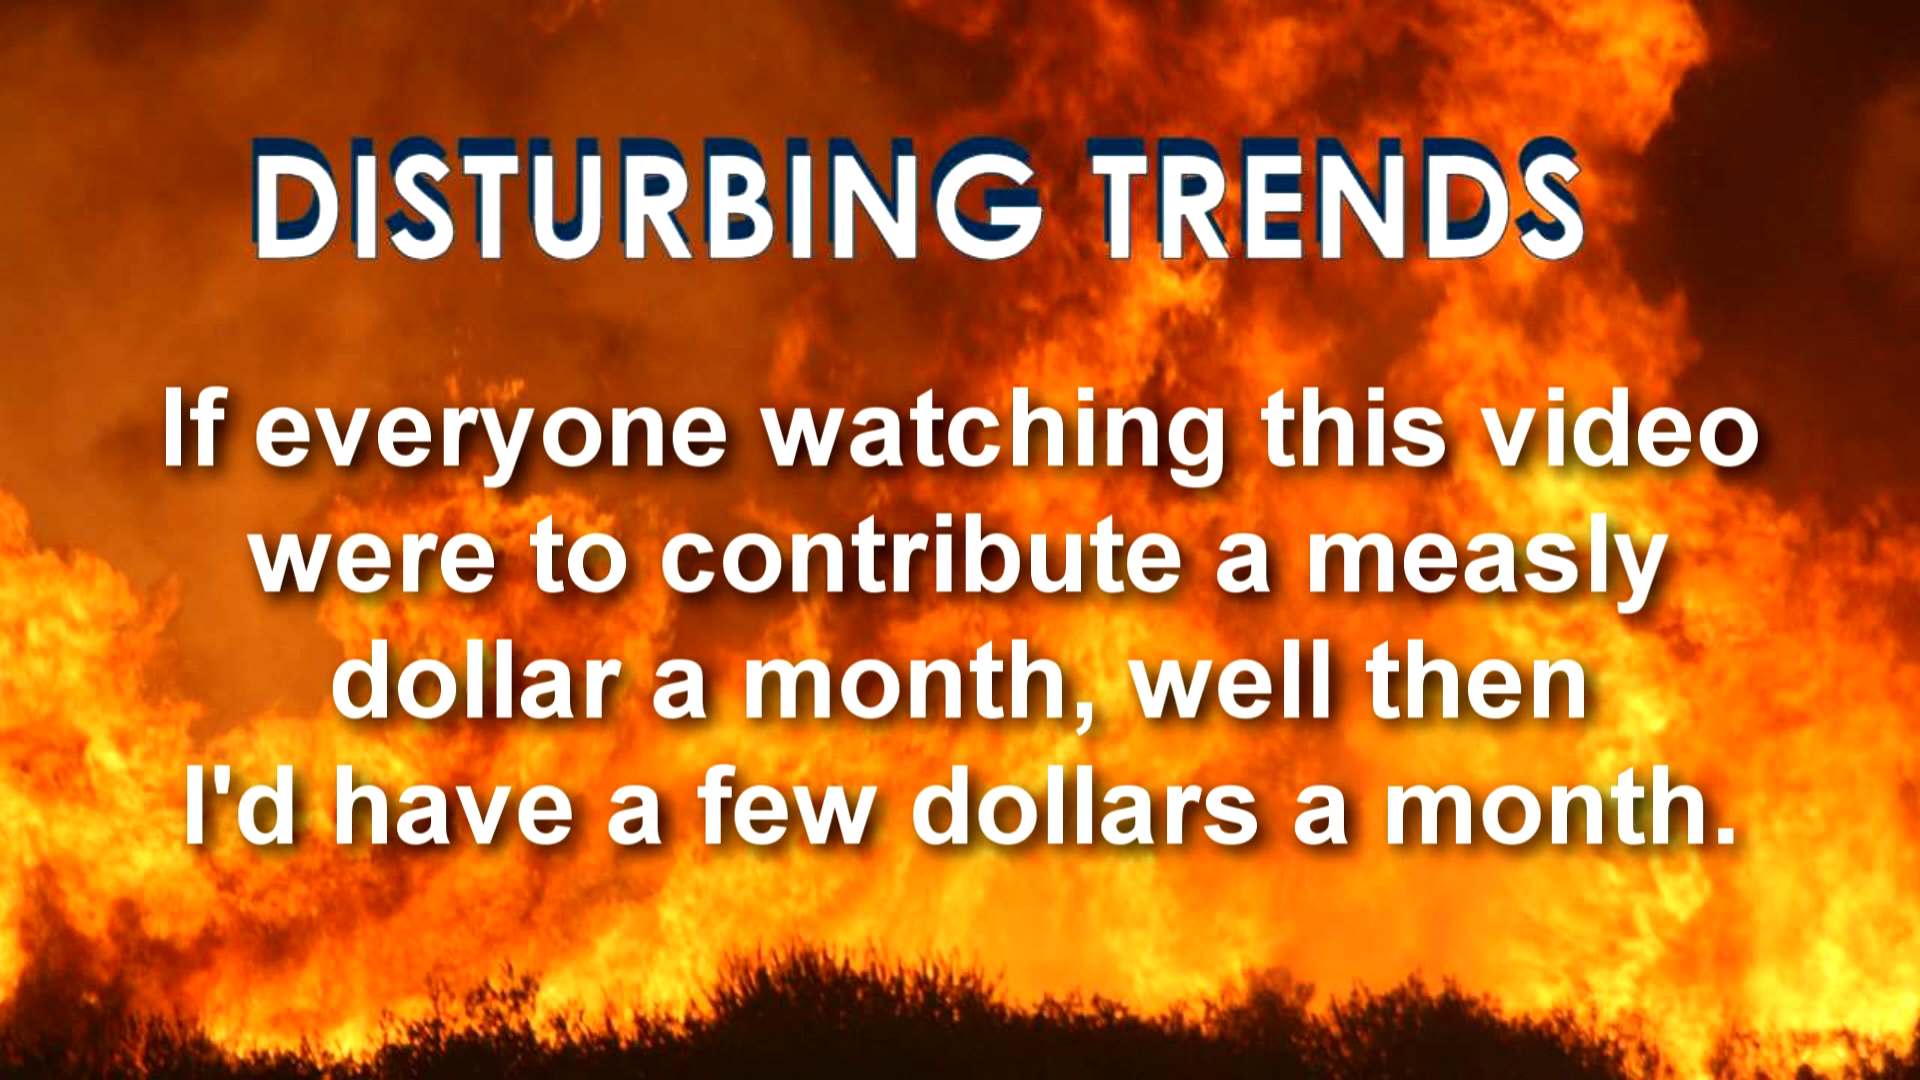 DISTURBING TRENDS
If everyone watching this video
were to contribute a measly
dollar a month, well then
I'd have a few dollars a month.